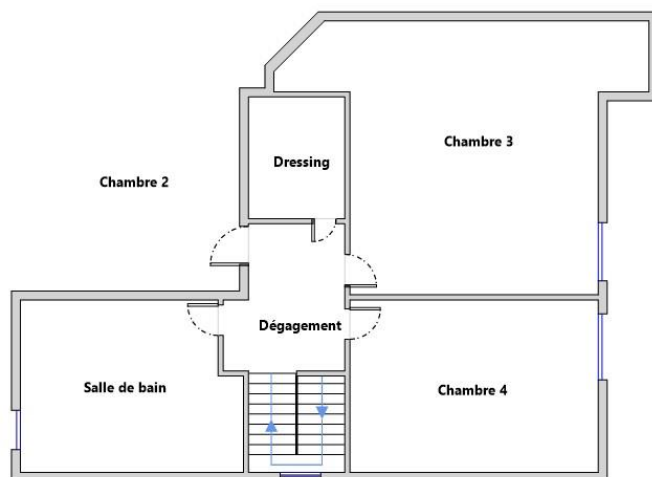 Chambre 3
Dressing
Chambre 2
Dégagement
Salle de bain
Chambre 4